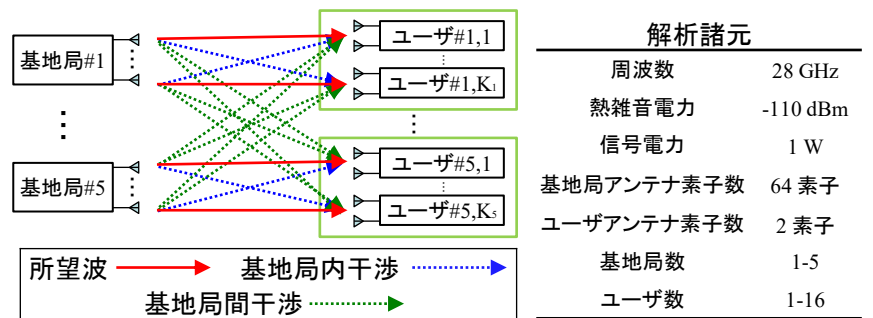 基地局#1
⋮
基地局#5
ユーザ#1,1
ユーザ#1,K₁
⋮
ユーザ#5,1
ユーザ#5,K₅
所望波
基地局内干渉
基地局間干渉
解析諸元
周波数 28 GHz
熱雑音電力 -110 dBm
信号電力 1 W
基地局アンテナ素子数 64 素子
ユーザアンテナ素子数 2 素子
基地局数 1-5
ユーザ数 1-16